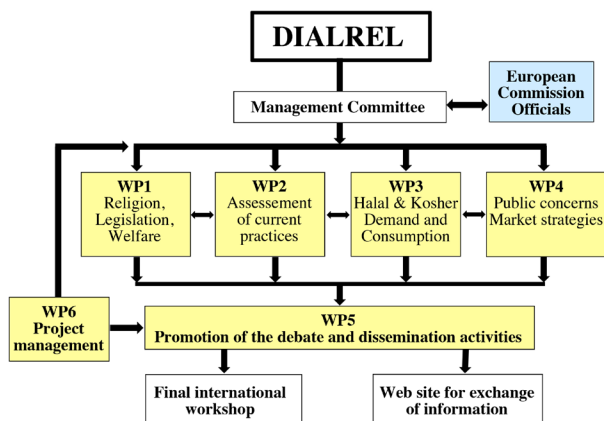 DIALREL
Management Committee
European
Commission
Officials
WP1
Religion,
Legislation,
Welfare
WP2
Assessement
of current
practices
WP3
Halal & Kosher
Demand and
Consumption
WP4
Public concerns
Market strategies
WP6
Project
management
WP5
Promotion of the debate and dissemination activities
Final international
workshop
Web site for exchange
of information